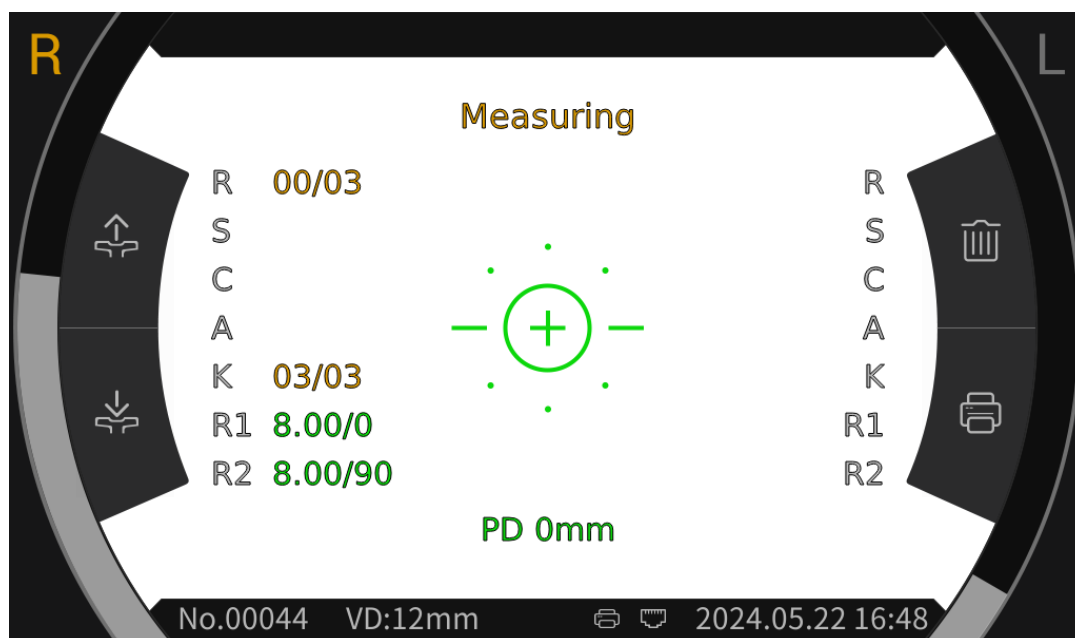 R L
Measuring
R 00/03 R
S S
C C
A A
K 03/03 K
R1 8.00/0 R1
R2 8.00/90 R2
PD 0mm
No.00044 VD:12mm 2024.05.22 16:48